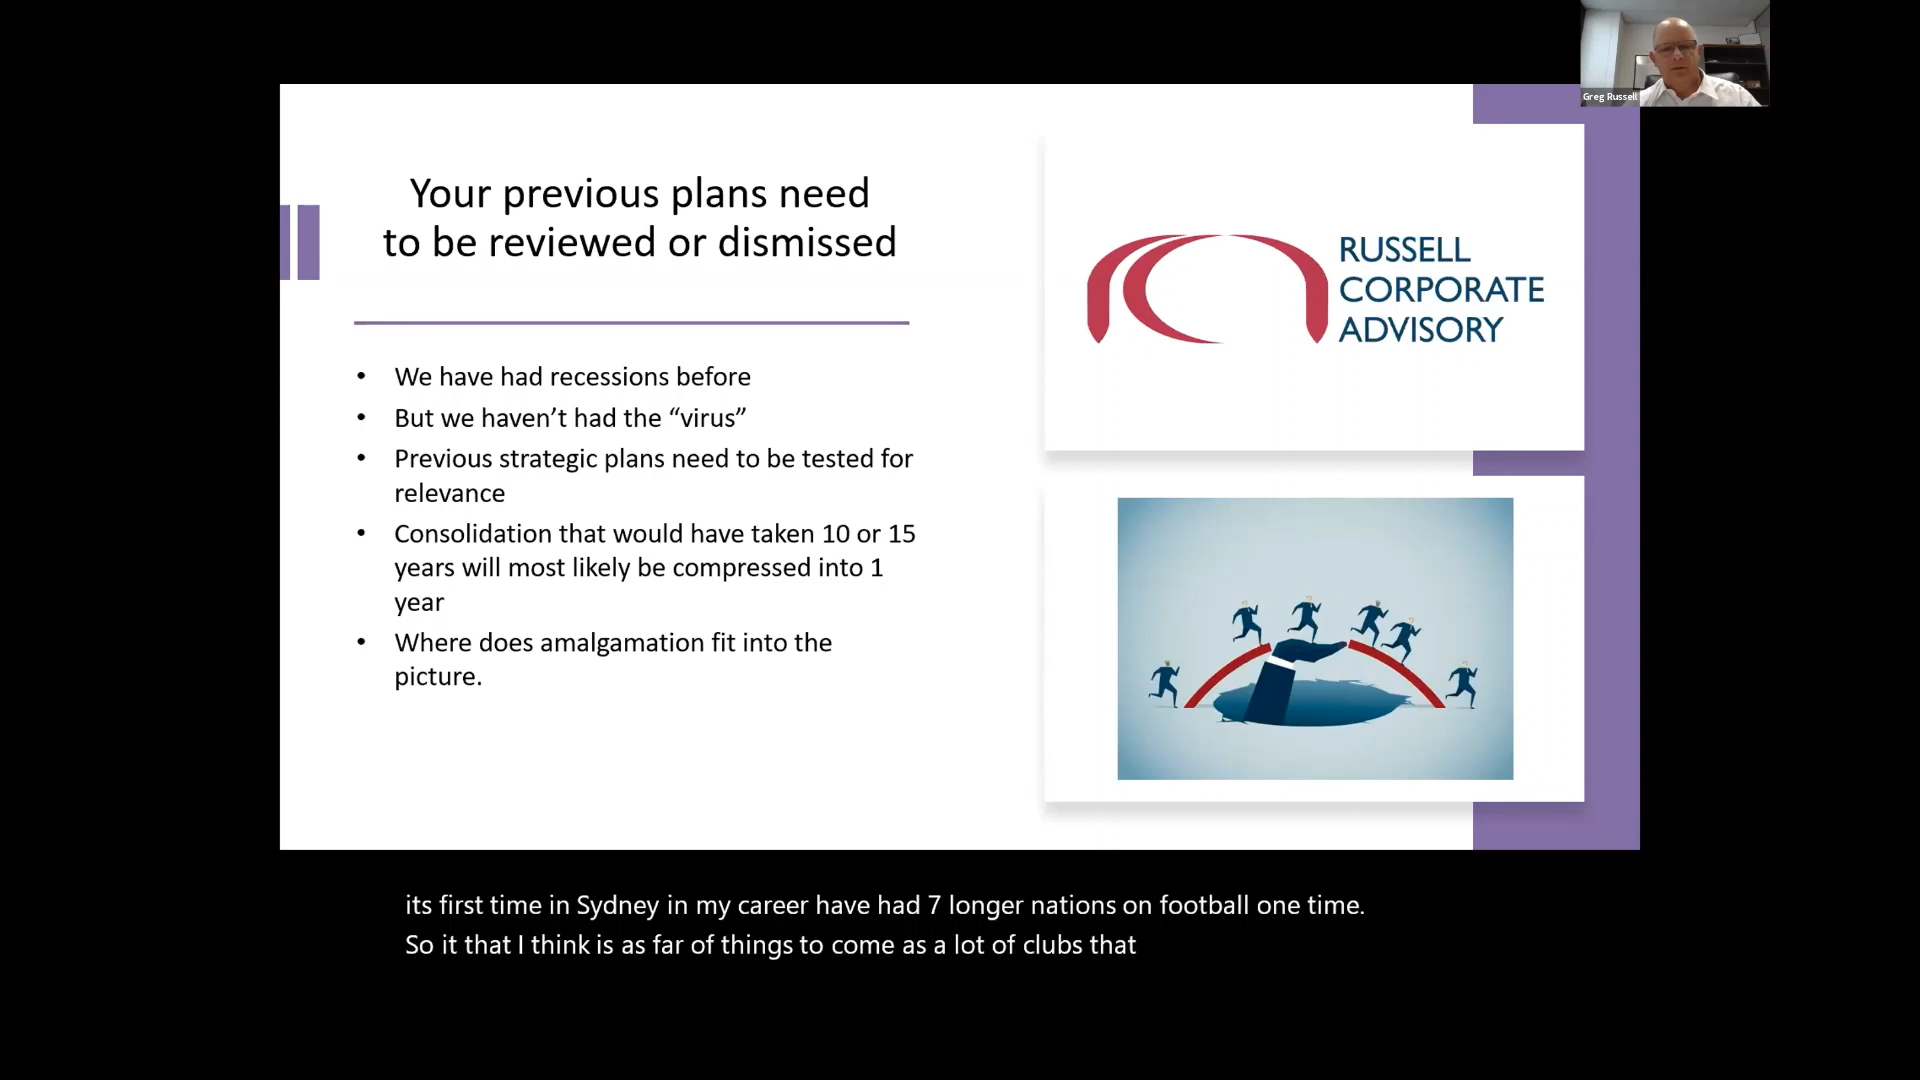 Greg Russell
Your previous plans need
to be reviewed or dismissed
• We have had recessions before
• But we haven’t had the “virus”
• Previous strategic plans need to be tested for
relevance
• Consolidation that would have taken 10 or 15
years will most likely be compressed into 1
year
• Where does amalgamation fit into the
picture.
RUSSELL
CORPORATE
ADVISORY
its first time in Sydney in my career have had 7 longer nations on football one time.
So it that I think is as far of things to come as a lot of clubs that